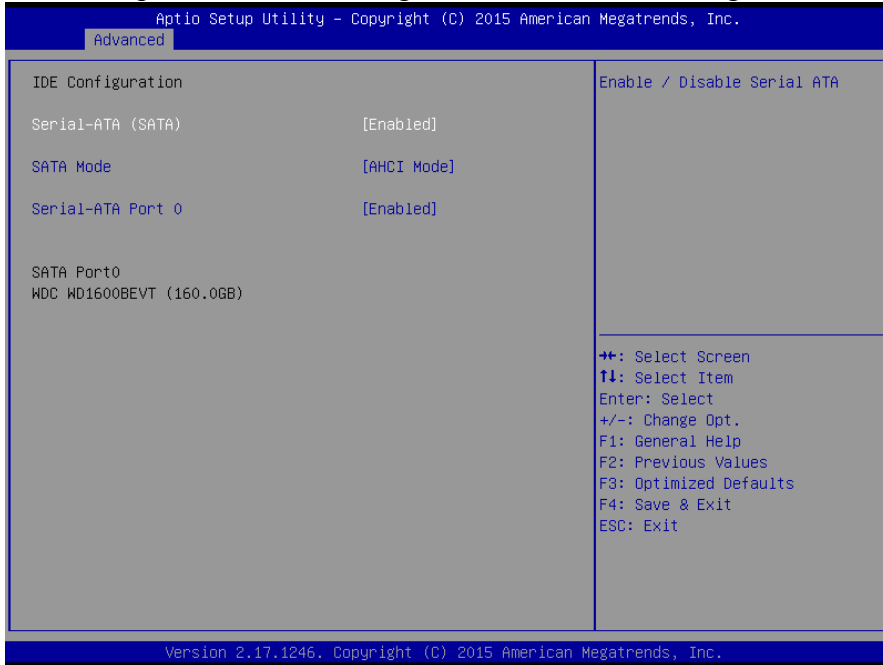 Aptio Setup Utility – Copyright (C) 2015 American Megatrends, Inc.
Advanced
IDE Configuration
Serial-ATA (SATA) [Enabled]
SATA Mode [AHCI Mode]
Serial-ATA Port 0 [Enabled]
SATA Port0
WDC WD1600BEVT (160.0GB)
Enable / Disable Serial ATA
→←: Select Screen
↑↓: Select Item
Enter: Select
+/-: Change Opt.
F1: General Help
F2: Previous Values
F3: Optimized Defaults
F4: Save & Exit
ESC: Exit
Version 2.17.1246. Copyright (C) 2015 American Megatrends, Inc.